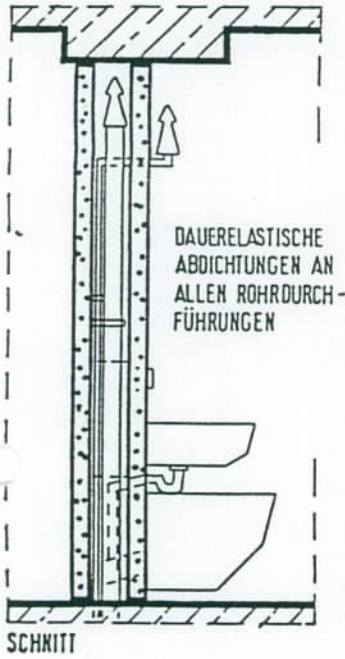 DAUERELASTISCHE
ABDICHTUNGEN AN
ALLEN ROHRDURCH-
FÜHRUNGEN
SCHNITT